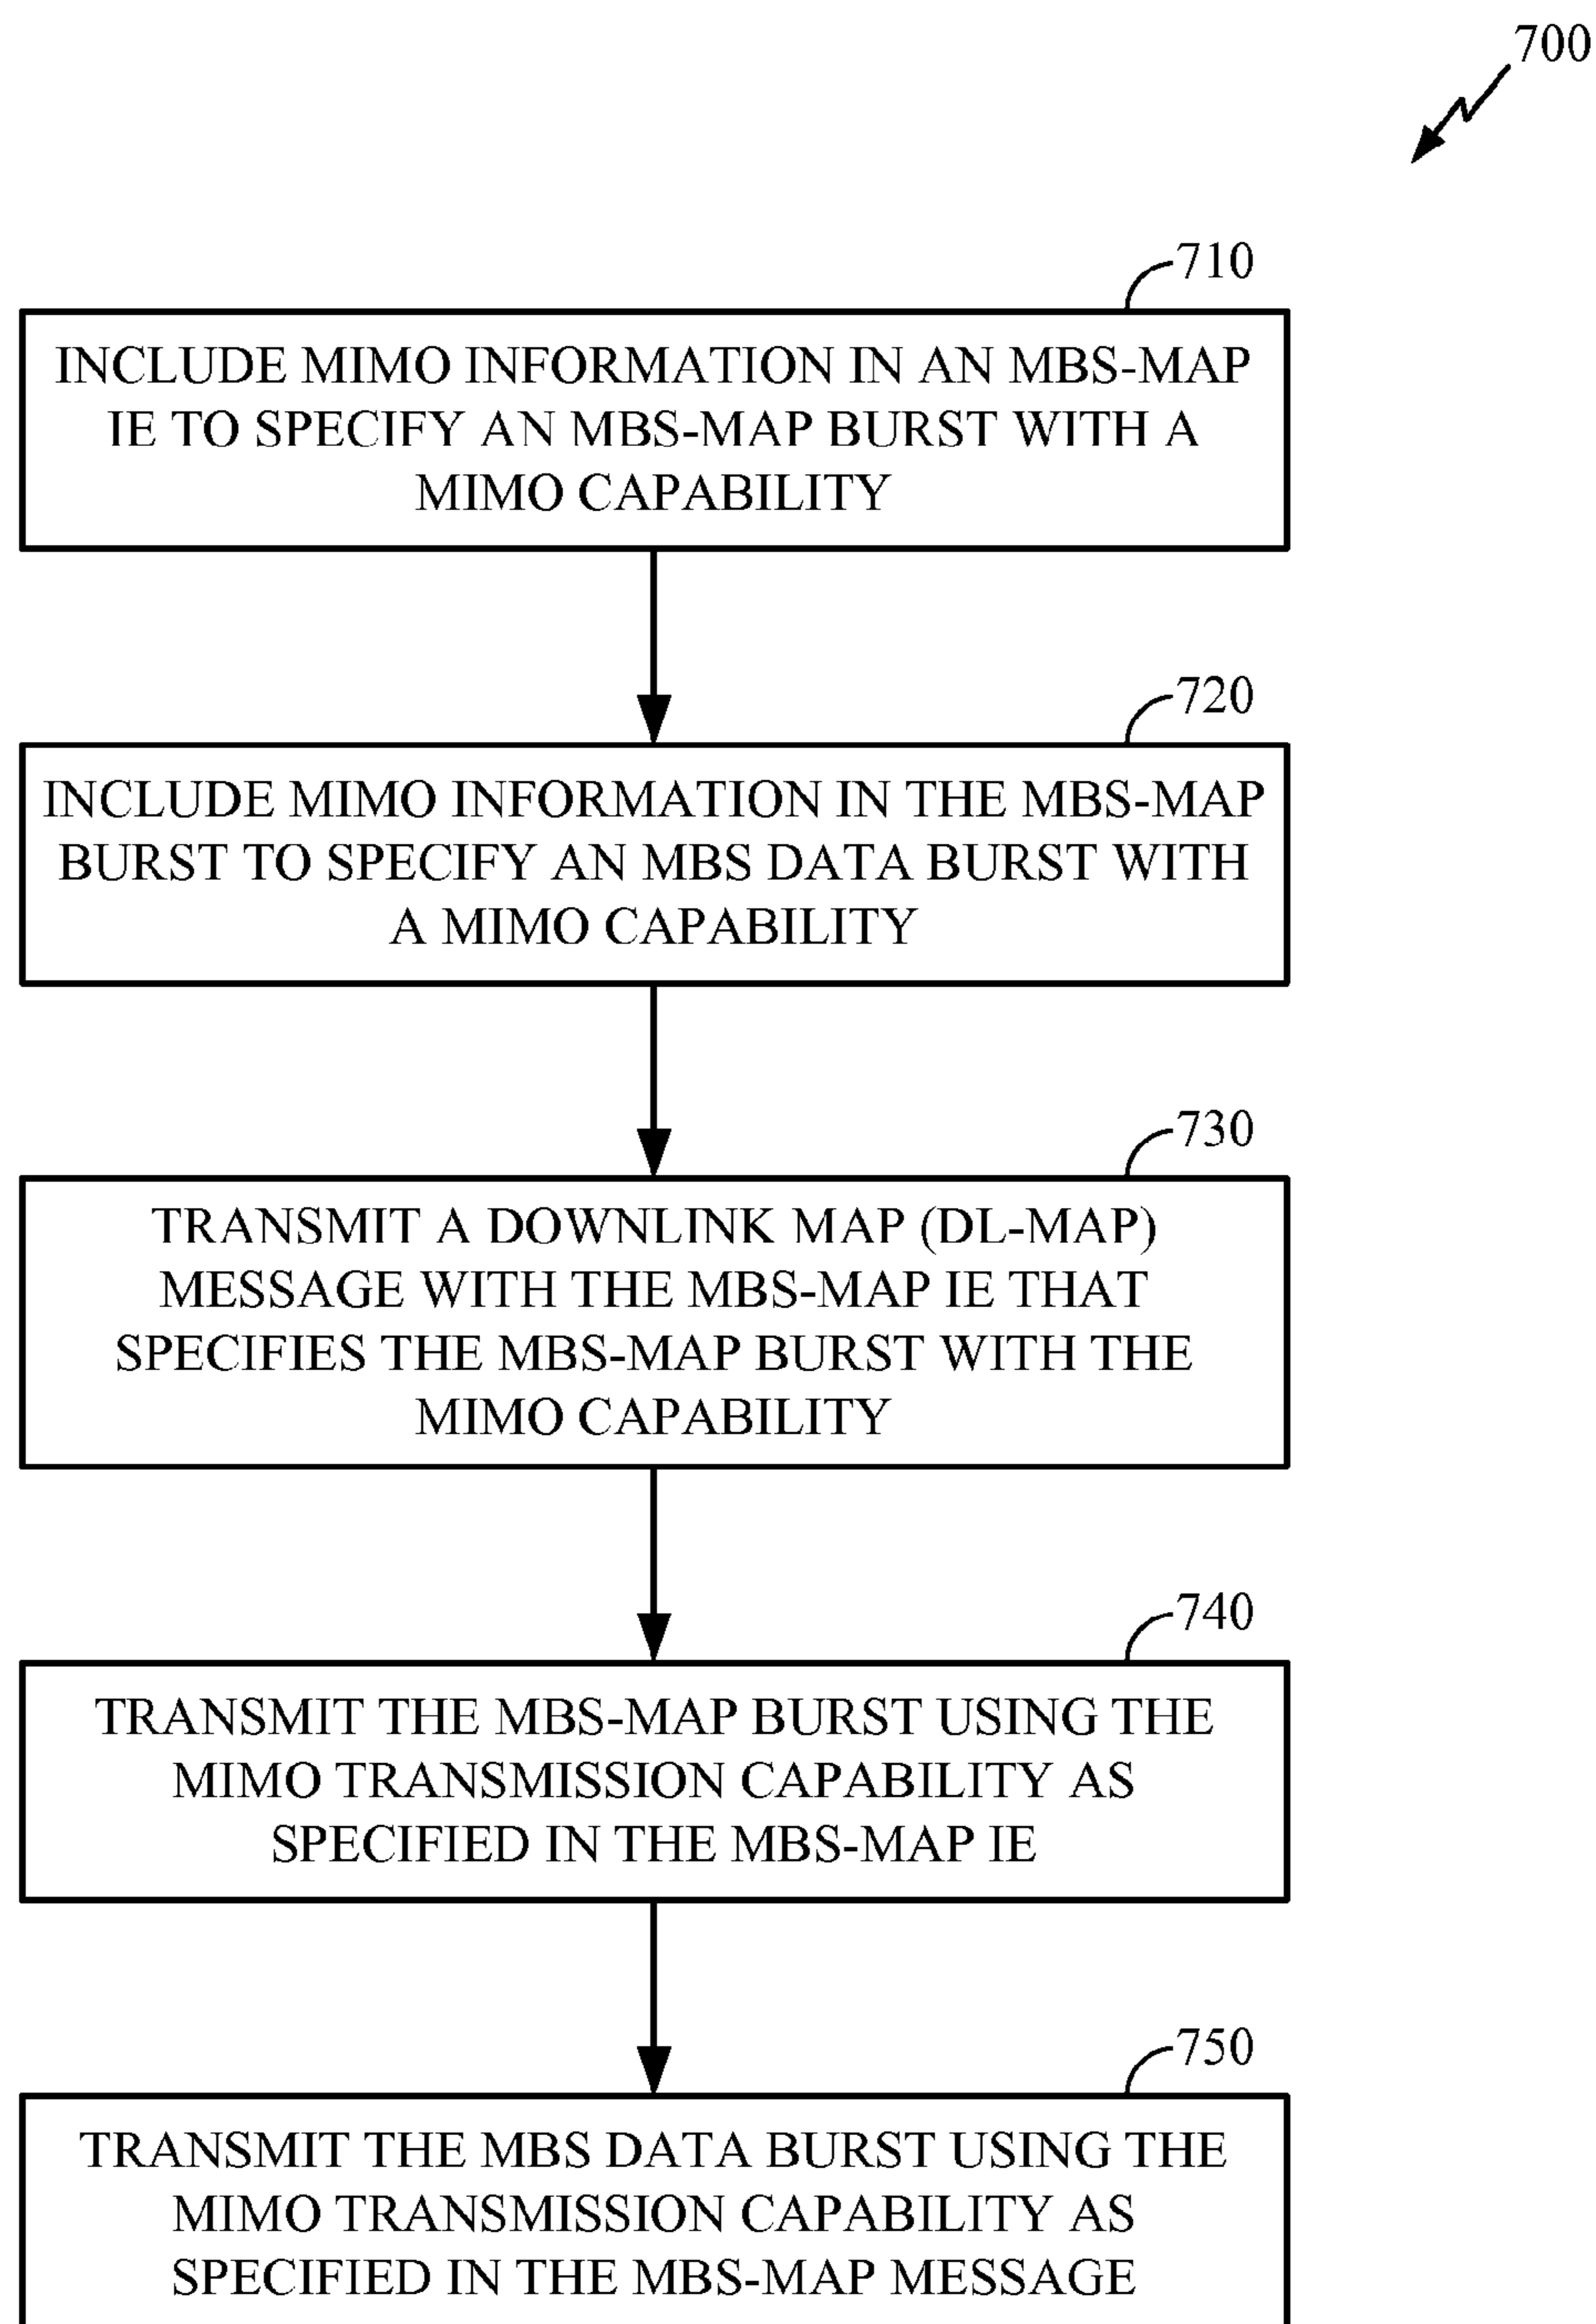 700
710
INCLUDE MIMO INFORMATION IN AN MBS-MAP
IE TO SPECIFY AN MBS-MAP BURST WITH A
MIMO CAPABILITY
720
INCLUDE MIMO INFORMATION IN THE MBS-MAP
BURST TO SPECIFY AN MBS DATA BURST WITH
A MIMO CAPABILITY
730
TRANSMIT A DOWNLINK MAP (DL-MAP)
MESSAGE WITH THE MBS-MAP IE THAT
SPECIFIES THE MBS-MAP BURST WITH THE
MIMO CAPABILITY
740
TRANSMIT THE MBS-MAP BURST USING THE
MIMO TRANSMISSION CAPABILITY AS
SPECIFIED IN THE MBS-MAP IE
750
TRANSMIT THE MBS DATA BURST USING THE
MIMO TRANSMISSION CAPABILITY AS
SPECIFIED IN THE MBS-MAP MESSAGE